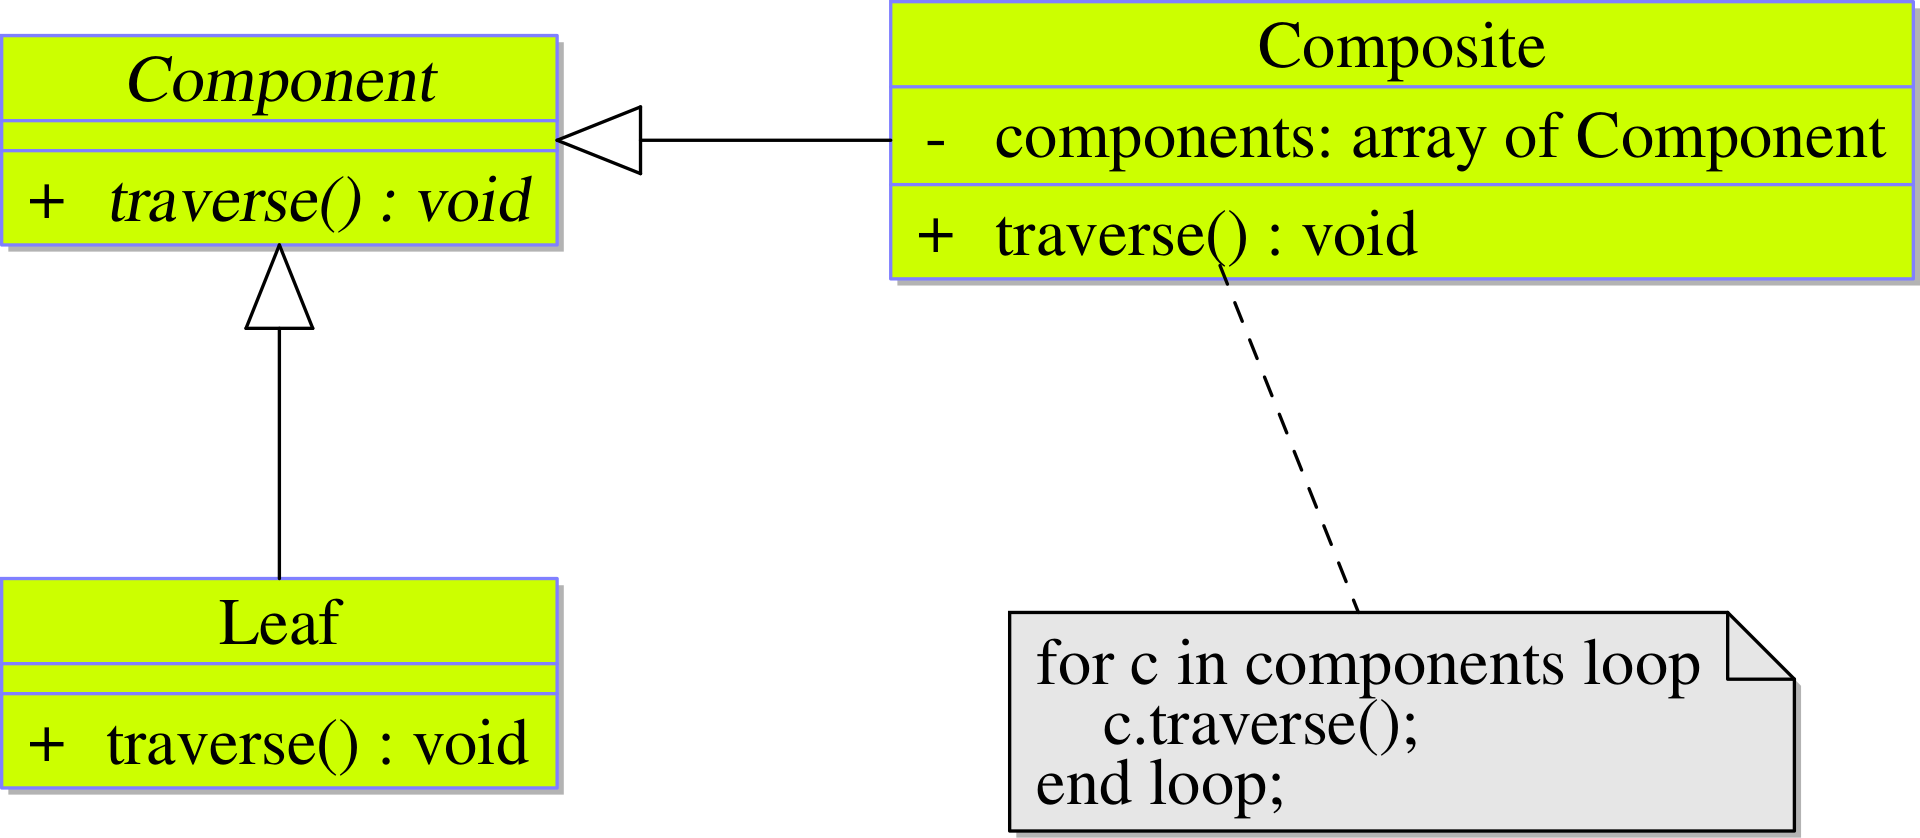 Component
+ traverse() : void
Composite
- components: array of Component
+ traverse() : void
Leaf
+ traverse() : void
for c in components loop
c.traverse();
end loop;